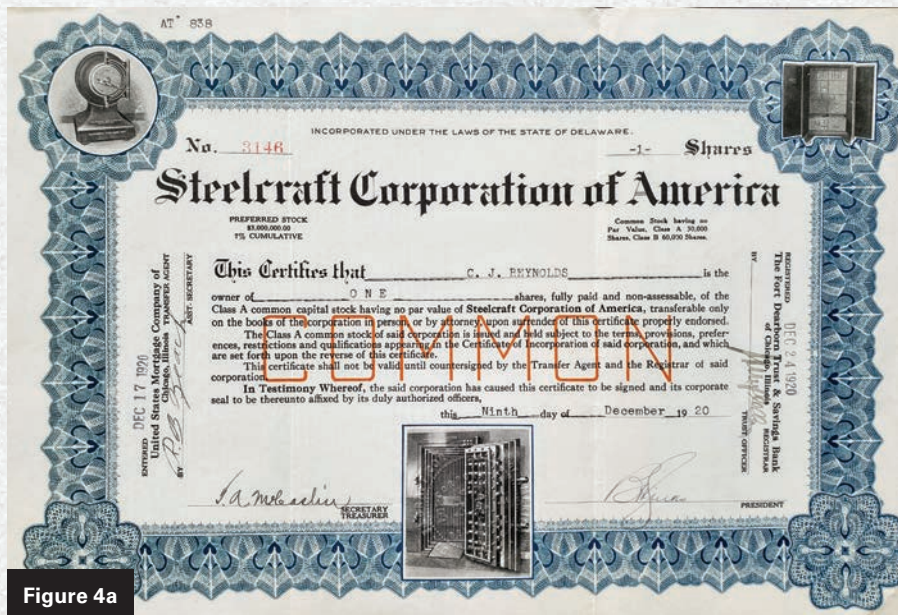 AT' 838
INCORPORATED UNDER THE LAWS OF THE STATE OF DELAWARE.
No. 3146
-1- Shares
Steelcraft Corporation of America
PREFERRED STOCK
$3,000,000.00
7% CUMULATIVE
Common Stock having no
Par Value, Class A 30,000
Shares, Class B 60,000 Shares.
This Certifies that C. J. REYNOLDS is the
owner of O N E shares, fully paid and non-assessable, of the
Class A common capital stock having no par value of Steelcraft Corporation of America, transferable only
on the books of the corporation in person or by attorney upon surrender of this certificate properly endorsed.
The Class A common stock of said corporation is issued and held subject to the terms, provisions, prefer-
ences, restrictions and qualifications appearing in the Certificate of Incorporation of said corporation, and which
are set forth upon the reverse of this certificate.
This certificate shall not be valid until countersigned by the Transfer Agent and the Registrar of said
corporation.
In Testimony Whereof, the said corporation has caused this certificate to be signed and its corporate
seal to be thereunto affixed by its duly authorized officers,
this Ninth day of December 1920
COMMON
ENTERED DEC 17 1920
United States Mortgage Company of
Chicago, Illinois TRANSFER AGENT
BY ASST. SECRETARY
REGISTERED DEC 24 1920
The Fort Dearborn Trust & Savings Bank
of Chicago, Illinois REGISTRAR
BY TRUST OFFICER
SECRETARY
TREASURER
PRESIDENT
Figure 4a